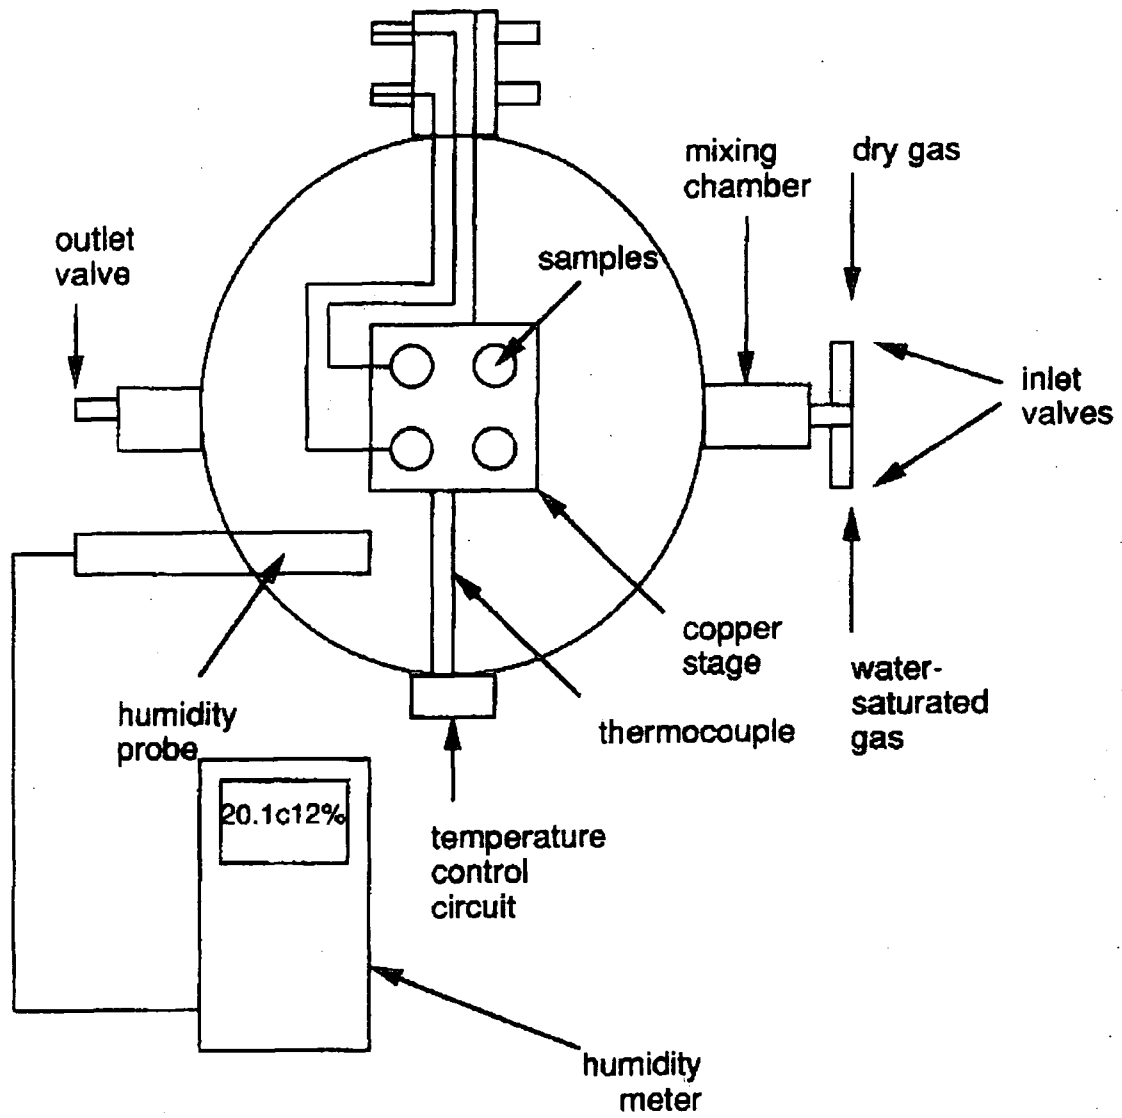 mixing
chamber
dry gas
outlet
valve
samples
inlet
valves
copper
stage
water-
saturated
gas
humidity
probe
thermocouple
20.1c12%
temperature
control
circuit
humidity
meter